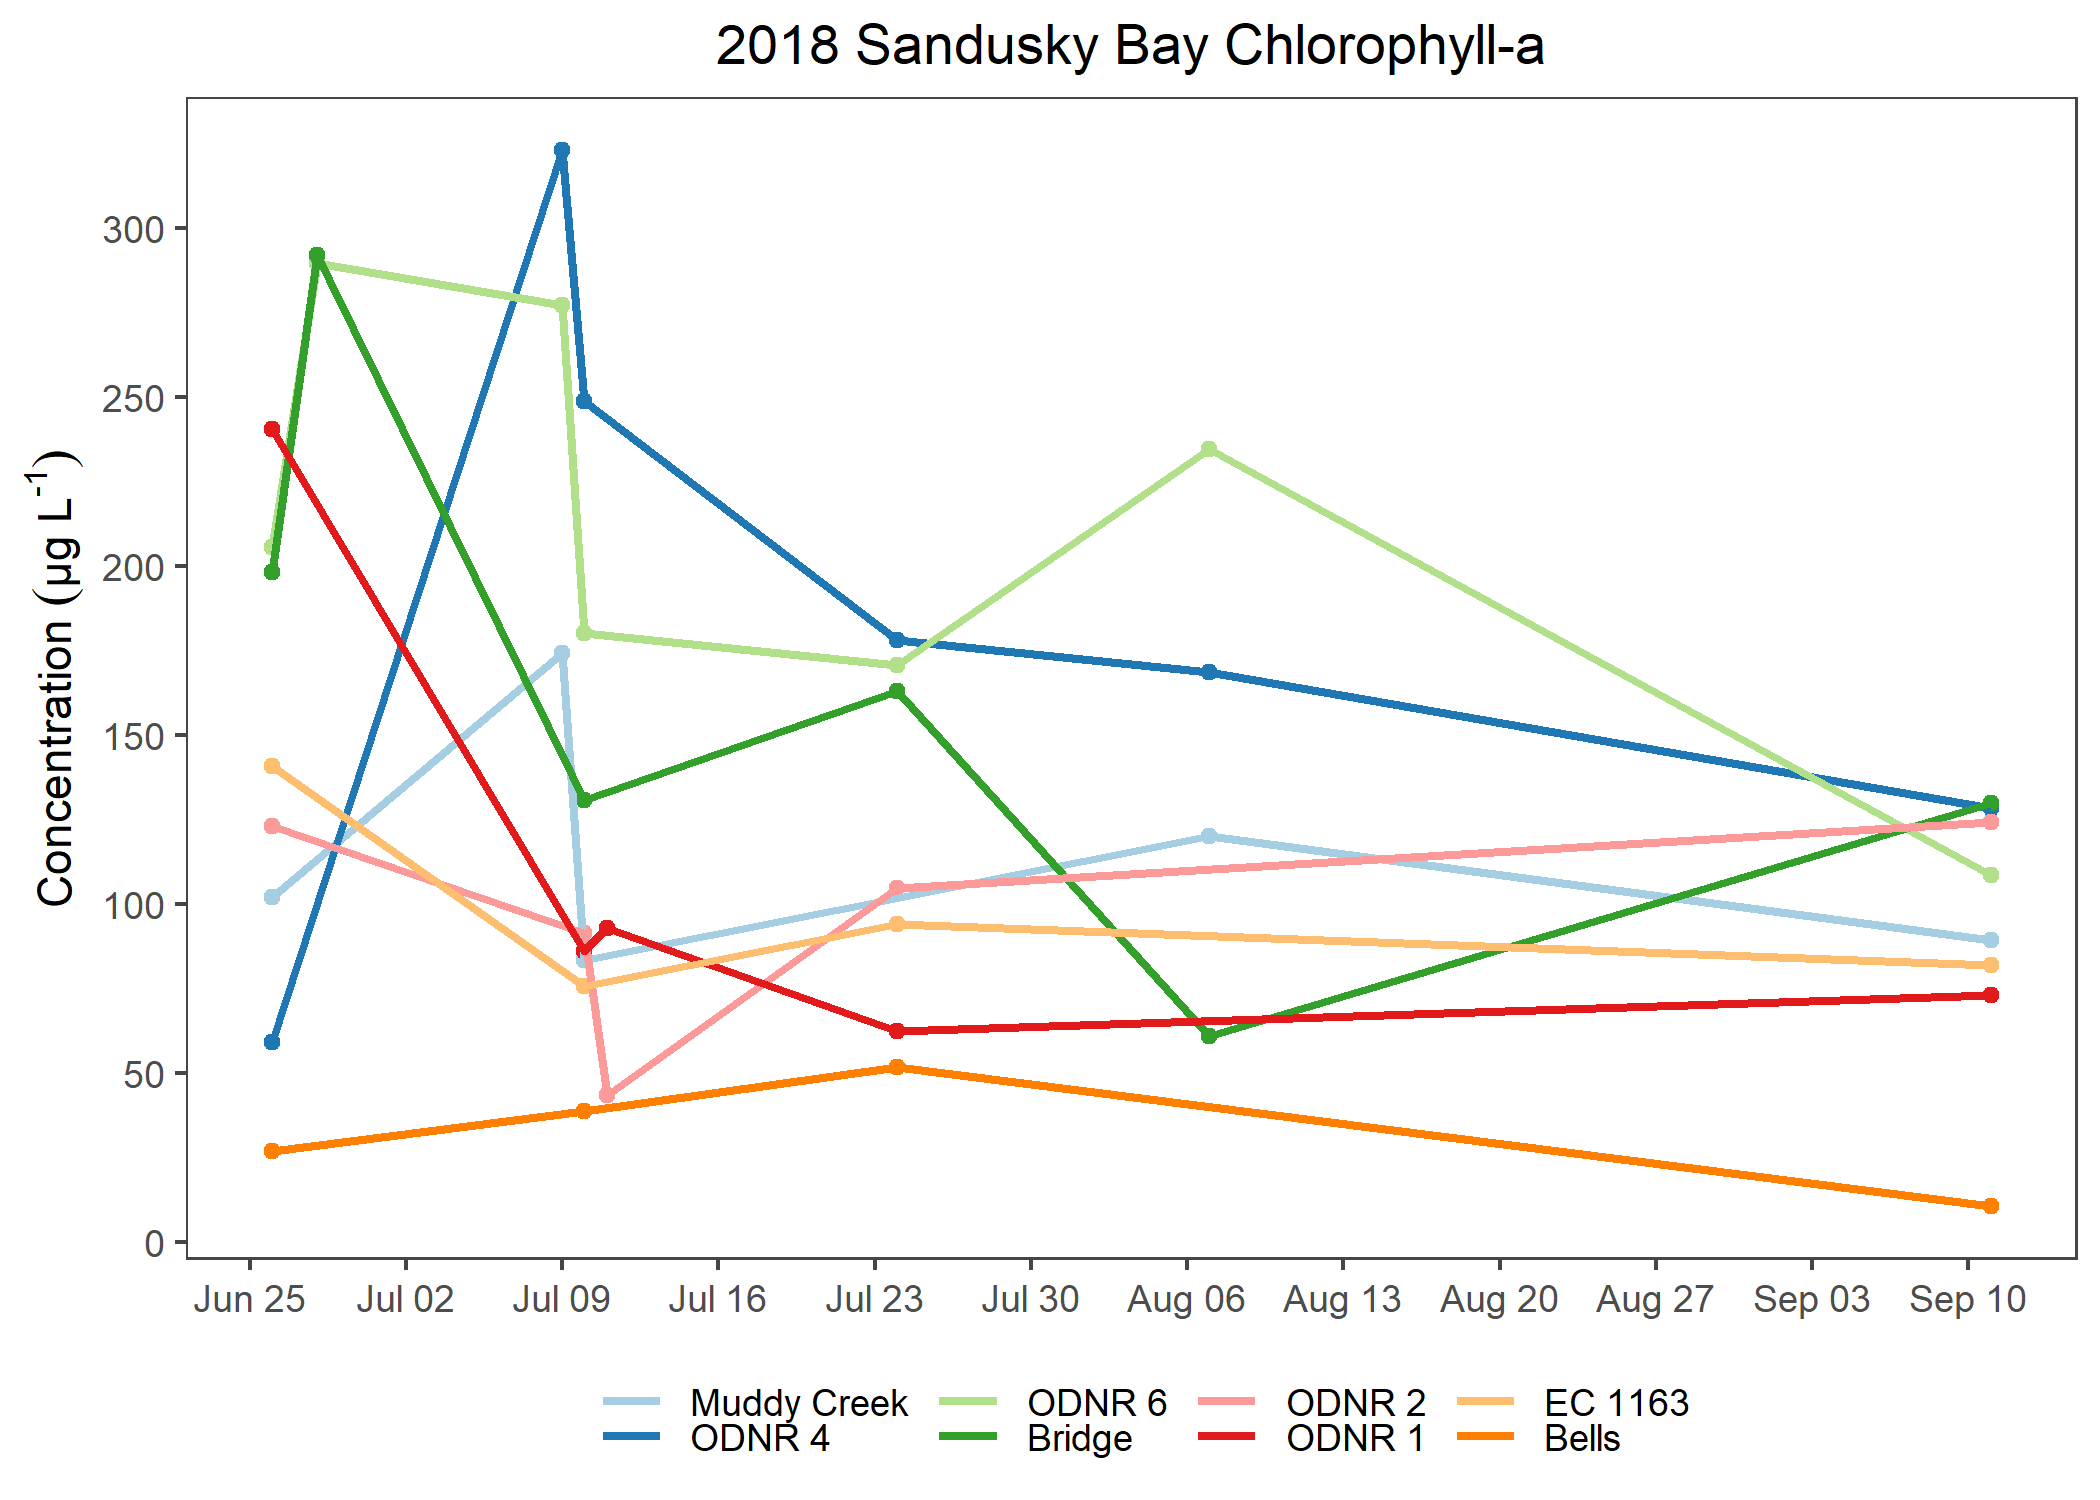 2018 Sandusky Bay Chlorophyll-a
Concentration (µg L⁻¹)
300
250
200
150
100
50
0
Jun 25 Jul 02 Jul 09 Jul 16 Jul 23 Jul 30 Aug 06 Aug 13 Aug 20 Aug 27 Sep 03 Sep 10
Muddy Creek ODNR 6 ODNR 2 EC 1163
ODNR 4 Bridge ODNR 1 Bells